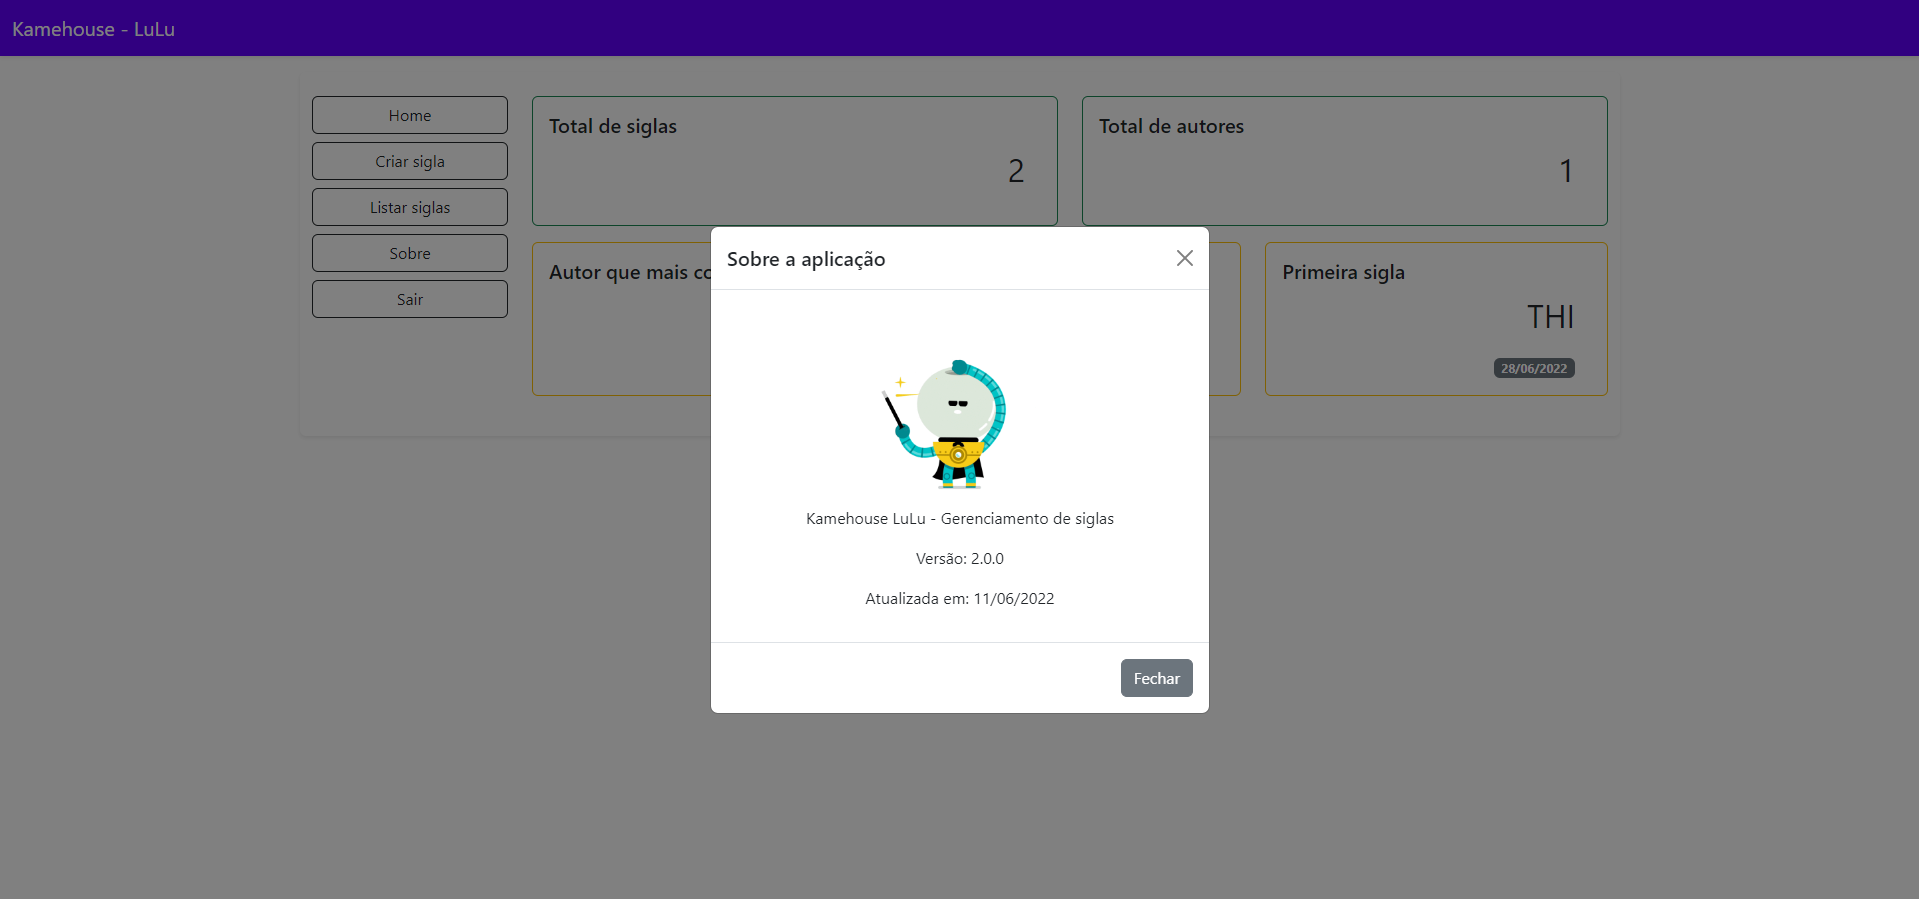 Kamehouse - LuLu
Home
Criar sigla
Listar siglas
Sobre
Sair
Total de siglas
2
Total de autores
1
Autor que mais co
Primeira sigla
THI
28/06/2022
Sobre a aplicação
Kamehouse LuLu - Gerenciamento de siglas
Versão: 2.0.0
Atualizada em: 11/06/2022
Fechar